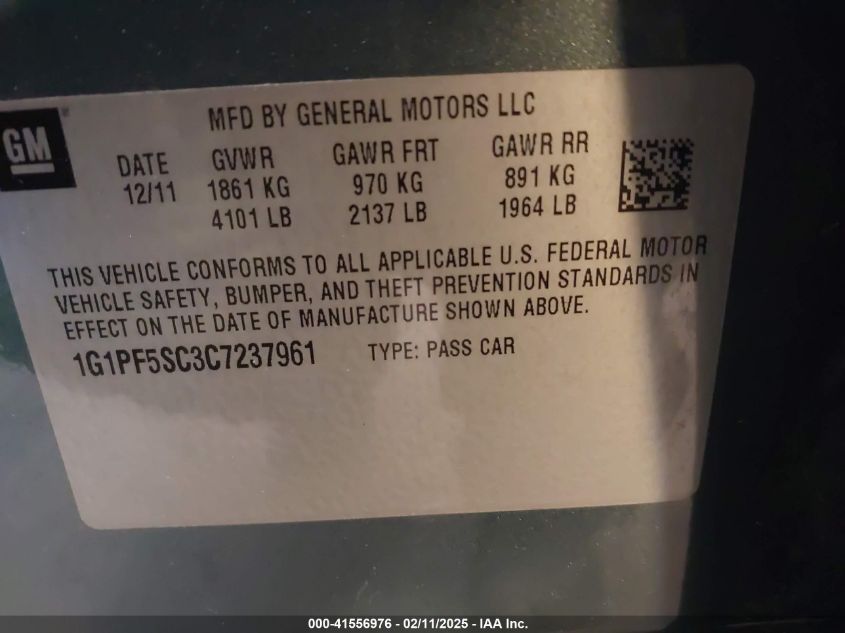 MFD BY GENERAL MOTORS LLC
GM
DATE GVWR GAWR FRT GAWR RR
12/11 1861 KG 970 KG 891 KG
4101 LB 2137 LB 1964 LB
THIS VEHICLE CONFORMS TO ALL APPLICABLE U.S. FEDERAL MOTOR
VEHICLE SAFETY, BUMPER, AND THEFT PREVENTION STANDARDS IN
EFFECT ON THE DATE OF MANUFACTURE SHOWN ABOVE.
1G1PF5SC3C7237961 TYPE: PASS CAR
000-41556976 - 02/11/2025 - IAA Inc.